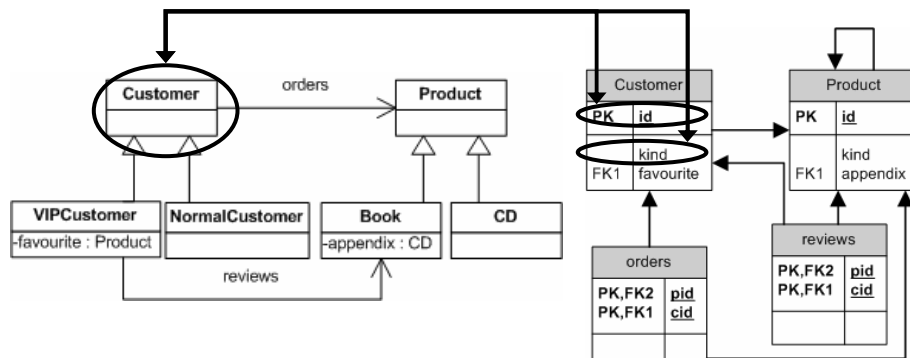 Customer
orders
Product
VIPCustomer
-favourite : Product
NormalCustomer
Book
-appendix : CD
CD
reviews
Customer
PK id
kind
FK1 favourite
Product
PK id
kind
FK1 appendix
orders
PK,FK2 pid
PK,FK1 cid
reviews
PK,FK2 pid
PK,FK1 cid